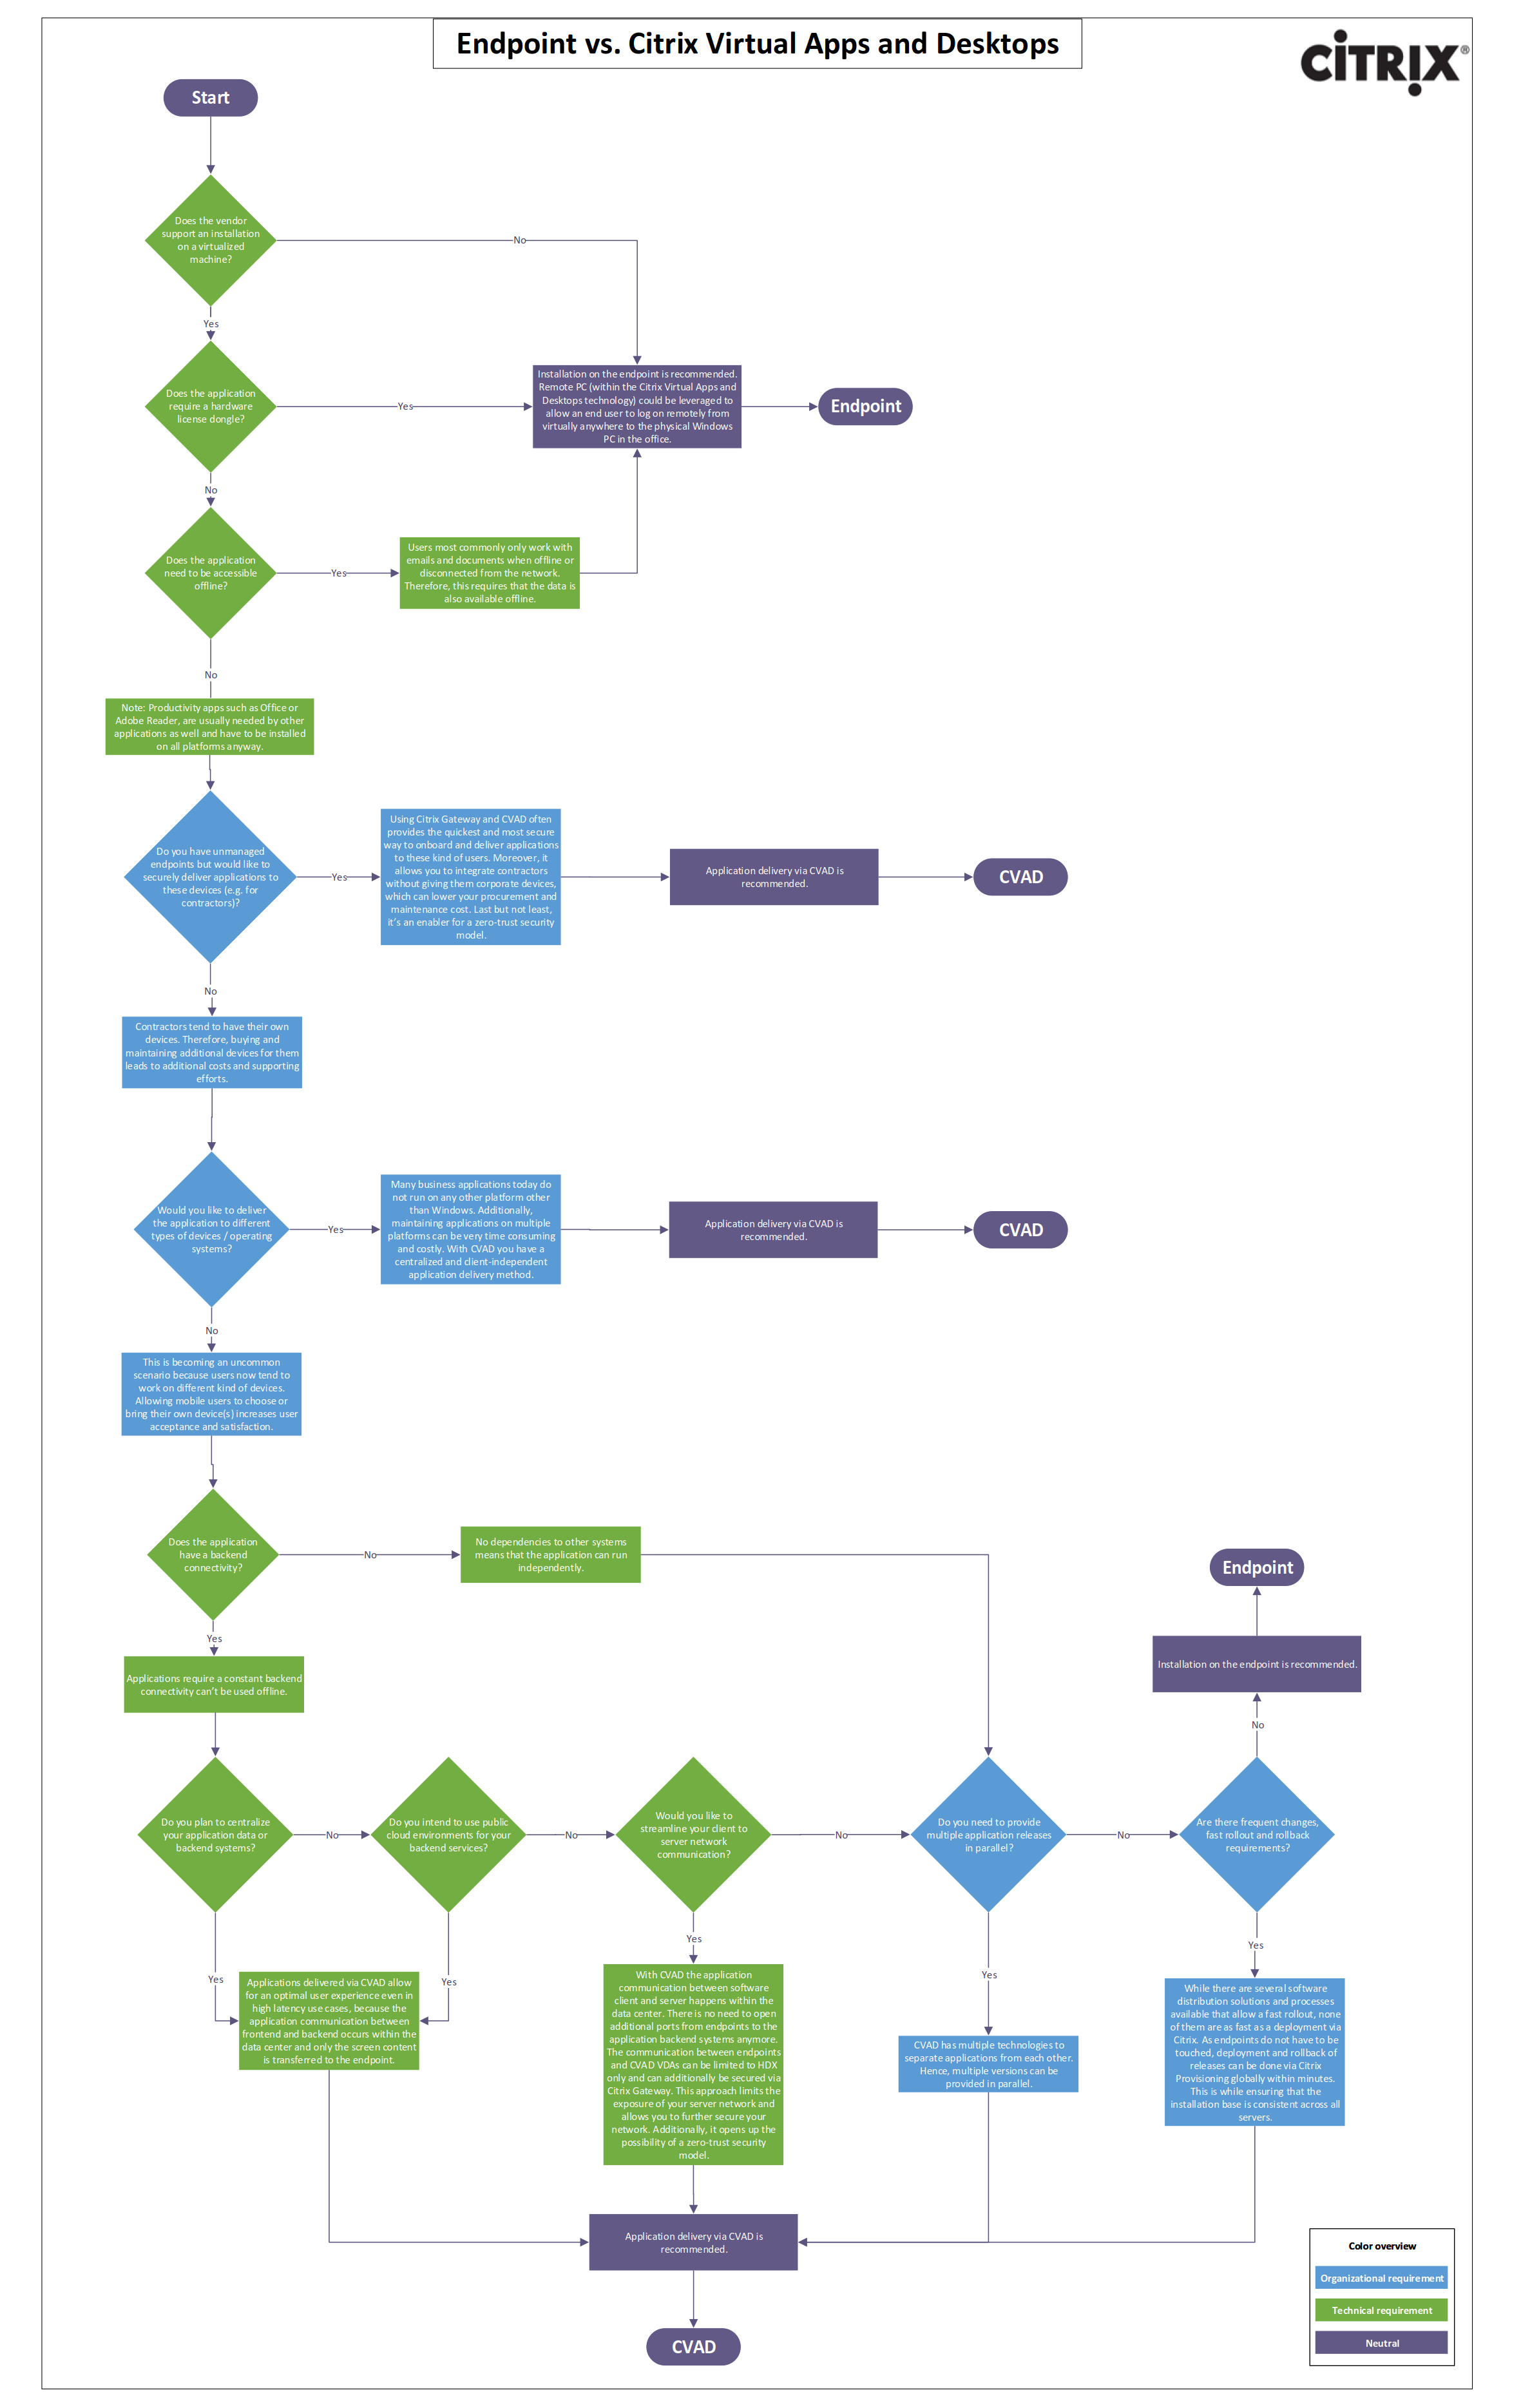 Endpoint vs. Citrix Virtual Apps and Desktops
CiTRIX®
Start
Does the vendor
support an installation
on a virtualized
machine?
No
Yes
Does the application
require a hardware
license dongle?
Yes
Installation on the endpoint is recommended.
Remote PC (within the Citrix Virtual Apps and
Desktops technology) could be leveraged to
allow an end user to log on remotely from
virtually anywhere to the physical Windows
PC in the office.
Endpoint
No
Does the application
need to be accessible
offline?
Yes
Users most commonly only work with
emails and documents when offline or
disconnected from the network.
Therefore, this requires that the data is
also available offline.
No
Note: Productivity apps such as Office or
Adobe Reader, are usually needed by other
applications as well and have to be installed
on all platforms anyway.
Do you have unmanaged
endpoints but would like to
securely deliver applications to
these devices (e.g. for
contractors)?
Yes
Using Citrix Gateway and CVAD often
provides the quickest and most secure
way to onboard and deliver applications
to these kind of users. Moreover, it
allows you to integrate contractors
without giving them corporate devices,
which can lower your procurement and
maintenance cost. Last but not least,
it's an enabler for a zero-trust security
model.
Application delivery via CVAD is
recommended.
CVAD
No
Contractors tend to have their own
devices. Therefore, buying and
maintaining additional devices for them
leads to additional costs and supporting
efforts.
Would you like to deliver
the application to different
types of devices / operating
systems?
Yes
Many business applications today do
not run on any other platform other
than Windows. Additionally,
maintaining applications on multiple
platforms can be very time consuming
and costly. With CVAD you have a
centralized and client-independent
application delivery method.
Application delivery via CVAD is
recommended.
CVAD
No
This is becoming an uncommon
scenario because users now tend to
work on different kind of devices.
Allowing mobile users to choose or
bring their own device(s) increases user
acceptance and satisfaction.
Does the application
have a backend
connectivity?
No
No dependencies to other systems
means that the application can run
independently.
Endpoint
Yes
Applications require a constant backend
connectivity can't be used offline.
Installation on the endpoint is recommended.
No
Do you plan to centralize
your application data or
backend systems?
No
Do you intend to use public
cloud environments for your
backend services?
No
Would you like to
streamline your client to
server network
communication?
No
Do you need to provide
multiple application releases
in parallel?
No
Are there frequent changes,
fast rollout and rollback
requirements?
Yes
Yes
Yes
Yes
Yes
Applications delivered via CVAD allow
for an optimal user experience even in
high latency use cases, because the
application communication between
frontend and backend occurs within the
data center and only the screen content
is transferred to the endpoint.
With CVAD the application
communication between software
client and server happens within the
data center. There is no need to open
additional ports from endpoints to the
application backend systems anymore.
The communication between endpoints
and CVAD VDAs can be limited to HDX
only and can additionally be secured via
Citrix Gateway. This approach limits the
exposure of your server network and
allows you to further secure your
network. Additionally, it opens up the
possibility of a zero-trust security
model.
CVAD has multiple technologies to
separate applications from each other.
Hence, multiple versions can be
provided in parallel.
While there are several software
distribution solutions and processes
available that allow a fast rollout, none
of them are as fast as a deployment via
Citrix. As endpoints do not have to be
touched, deployment and rollback of
releases can be done via Citrix
Provisioning globally within minutes.
This is while ensuring that the
installation base is consistent across all
servers.
Application delivery via CVAD is
recommended.
CVAD
Color overview
Organizational requirement
Technical requirement
Neutral